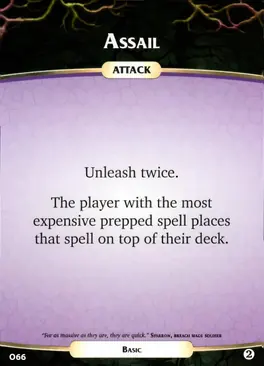 ASSAIL
ATTACK
Unleash twice.
The player with the most
expensive prepped spell places
that spell on top of their deck.
"For as massive as they are, they are quick." Sparrow, breach mage soldier
BASIC
O66
2